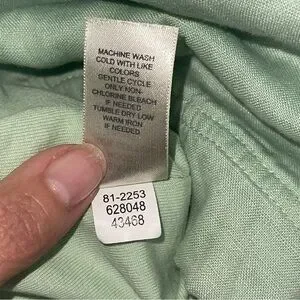 MACHINE WASH
COLD WITH LIKE
COLORS
GENTLE CYCLE
ONLY NON-
CHLORINE BLEACH
IF NEEDED
TUMBLE DRY LOW
WARM IRON
IF NEEDED
81-2253
628048
43468